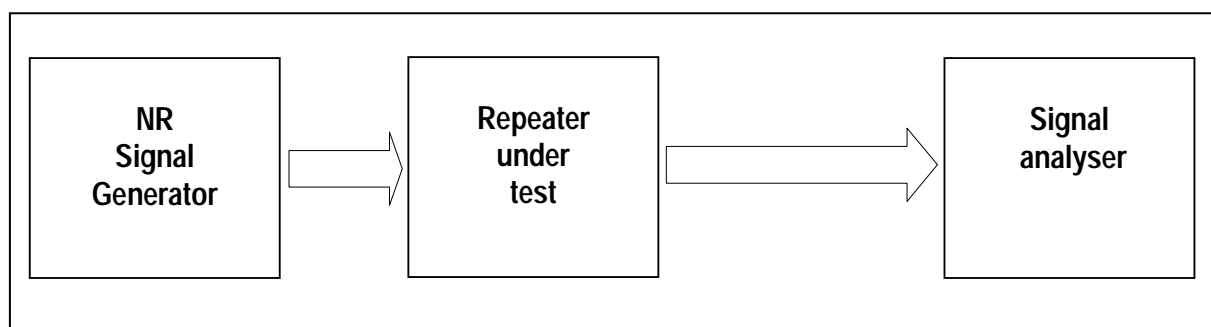 NR
Signal
Generator
Repeater
under
test
Signal
analyser